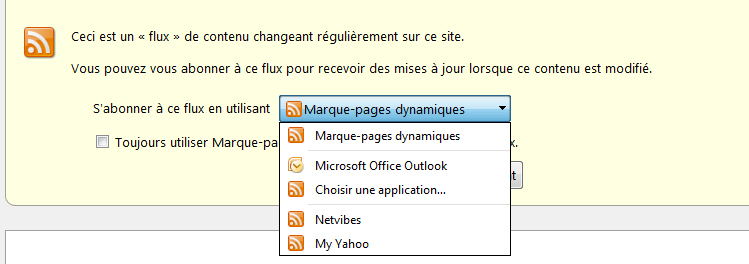 Ceci est un « flux » de contenu changeant régulièrement sur ce site.
Vous pouvez vous abonner à ce flux pour recevoir des mises à jour lorsque ce contenu est modifié.
S'abonner à ce flux en utilisant Marque-pages dynamiques
Marque-pages dynamiques
Toujours utiliser Marque-pa x.
Microsoft Office Outlook
Choisir une application...
t
Netvibes
My Yahoo